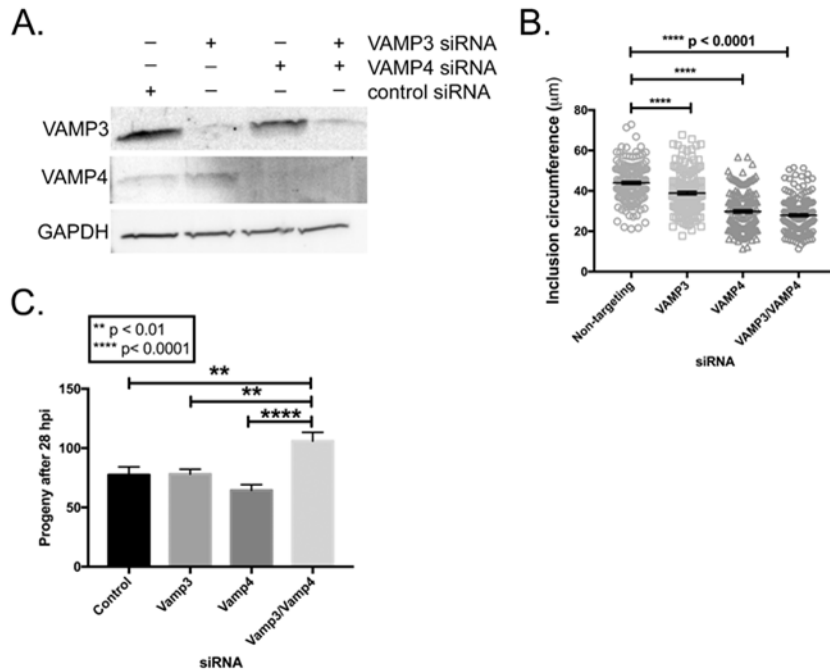 A.
– + – + VAMP3 siRNA
– – + + VAMP4 siRNA
+ – – – control siRNA
VAMP3
VAMP4
GAPDH
B.
**** p < 0.0001
****
****
Inclusion circumference (μm)
80
60
40
20
0
Non-targeting
VAMP3
VAMP4
VAMP3/VAMP4
siRNA
C.
** p < 0.01
**** p< 0.0001
**
**
****
Progeny after 28 hpi
150
100
50
0
Control
Vamp3
Vamp4
Vamp3/Vamp4
siRNA